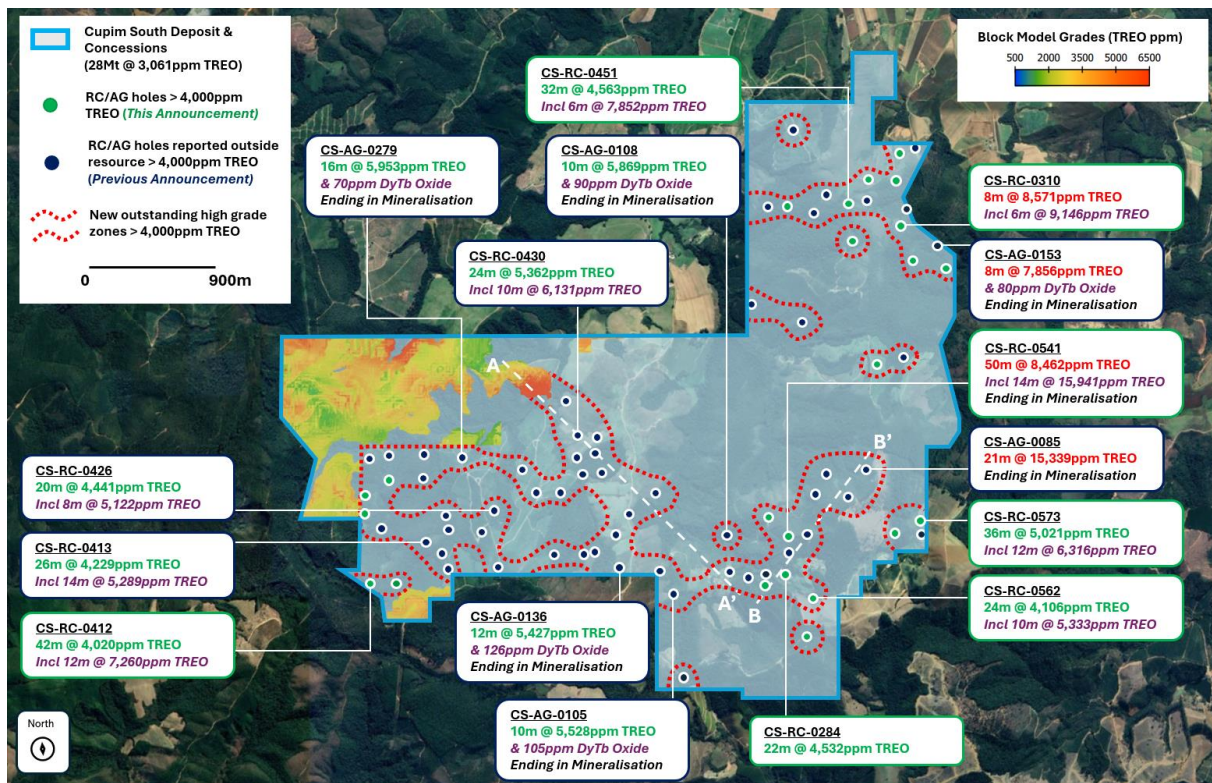 Cupim South Deposit &
Concessions
(28Mt @ 3,061ppm TREO)
RC/AG holes > 4,000ppm
TREO (This Announcement)
RC/AG holes reported outside
resource > 4,000ppm TREO
(Previous Announcement)
New outstanding high grade
zones > 4,000ppm TREO
0 900m
Block Model Grades (TREO ppm)
500 1500 2500 3500 4500 6500
CS-RC-0451
32m @ 4,563ppm TREO
Incl 6m @ 7,852ppm TREO
CS-AG-0279
16m @ 5,953ppm TREO
& 70ppm DyTb Oxide
Ending in Mineralisation
CS-AG-0108
10m @ 5,869ppm TREO
& 90ppm DyTb Oxide
Ending in Mineralisation
CS-RC-0310
8m @ 8,571ppm TREO
Incl 6m @ 9,146ppm TREO
CS-RC-0430
24m @ 5,362ppm TREO
Incl 10m @ 6,131ppm TREO
CS-AG-0153
8m @ 7,856ppm TREO
& 80ppm DyTb Oxide
Ending in Mineralisation
CS-RC-0541
50m @ 8,462ppm TREO
Incl 14m @ 15,941ppm TREO
Ending in Mineralisation
A
B'
CS-AG-0085
21m @ 15,339ppm TREO
Ending in Mineralisation
CS-RC-0426
20m @ 4,441ppm TREO
Incl 8m @ 5,122ppm TREO
CS-RC-0573
36m @ 5,021ppm TREO
Incl 12m @ 6,316ppm TREO
CS-RC-0413
26m @ 4,229ppm TREO
Incl 14m @ 5,289ppm TREO
CS-RC-0562
24m @ 4,106ppm TREO
Incl 10m @ 5,333ppm TREO
A'
B
CS-RC-0412
42m @ 4,020ppm TREO
Incl 12m @ 7,260ppm TREO
CS-AG-0136
12m @ 5,427ppm TREO
& 126ppm DyTb Oxide
Ending in Mineralisation
CS-AG-0105
10m @ 5,528ppm TREO
& 105ppm DyTb Oxide
Ending in Mineralisation
CS-RC-0284
22m @ 4,532ppm TREO
North